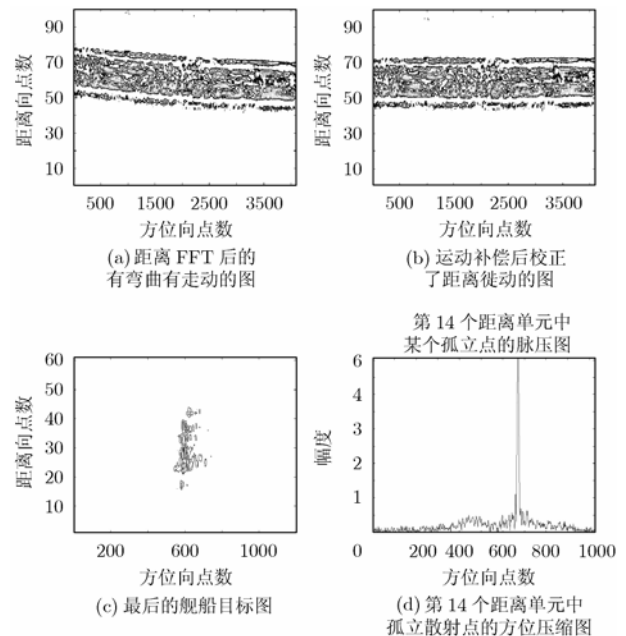 90
70
50
30
10
距离向点数
500 1500 2500 3500
方位向点数
(a) 距离 FFT 后的
有弯曲有走动的图
90
70
50
30
10
距离向点数
500 1500 2500 3500
方位向点数
(b) 运动补偿后校正
了距离徙动的图
60
50
40
30
20
10
距离向点数
200 600 1000
方位向点数
(c) 最后的舰船目标图
第 14 个距离单元中
某个孤立点的脉压图
6
5
4
3
2
1
幅度
0 200 400 600 800 1000
方位向点数
(d) 第 14 个距离单元中
孤立散射点的方位压缩图